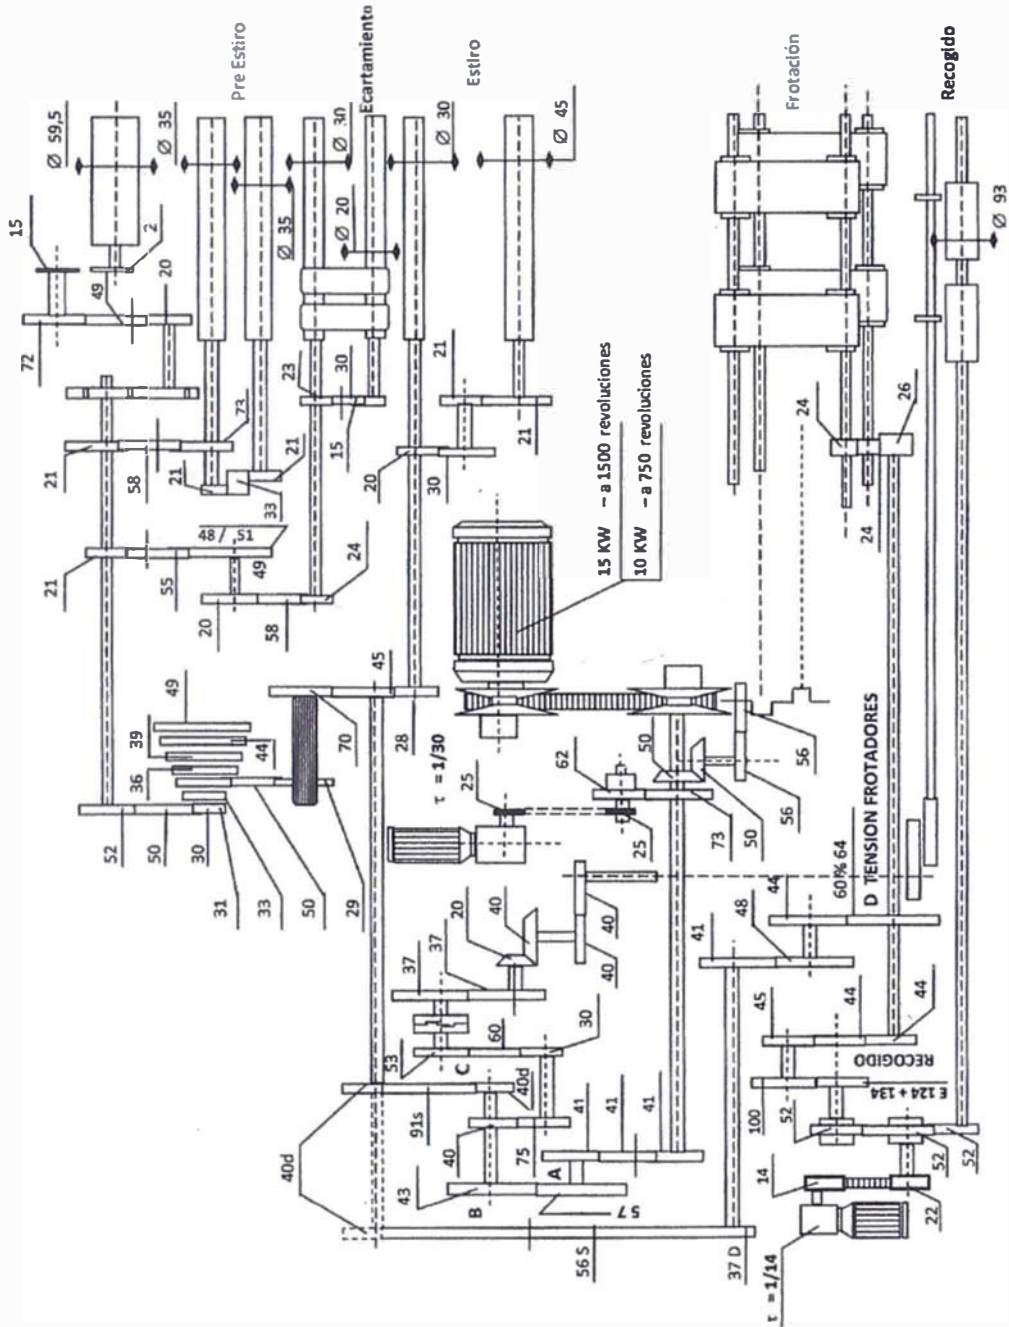 Pre Estiro
Ecartamiento
Estiro
Frotación
Recogido
Ø 59,5
Ø 35
Ø 35
Ø 30
Ø 20
Ø 30
Ø 45
Ø 93
15
2
72
49
20
21
58
73
21
33
21
23
30
15
21
20
30
21
21
55
48 / 51
49
20
58
24
15 KW – a 1500 revoluciones
10 KW – a 750 revoluciones
24
26
24
49
39
44
36
52
50
30
31
33
50
29
70
45
28
τ = 1/30
25
25
62
50
73
50
56
56
20
40
40
40
37
37
53
C
60
30
40d
91s
40d
40
75
41
41
41
43
B
A
57
56 S
37 D
41
48
44
60 % 64
D TENSION FROTADORES
45
44
44
RECOGIDO
E 124 + 134
100
52
52
52
14
22
τ = 1/14